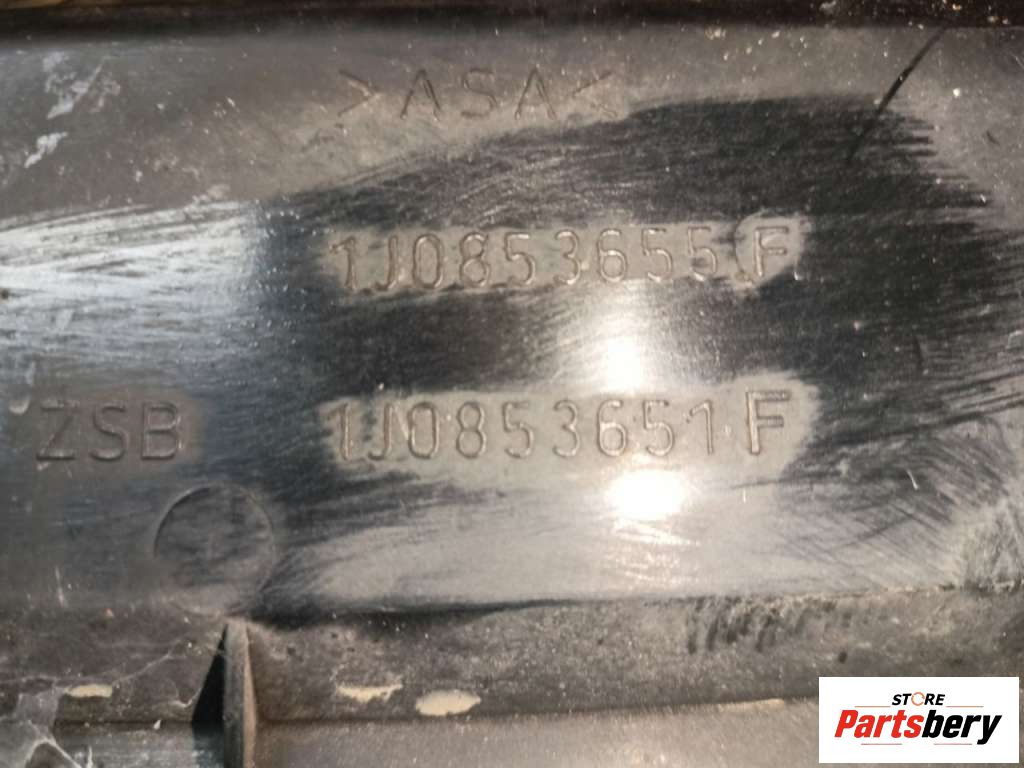 >ASA<
1J0853655 F
ZSB 1J0853651 F
STORE
Partsbery